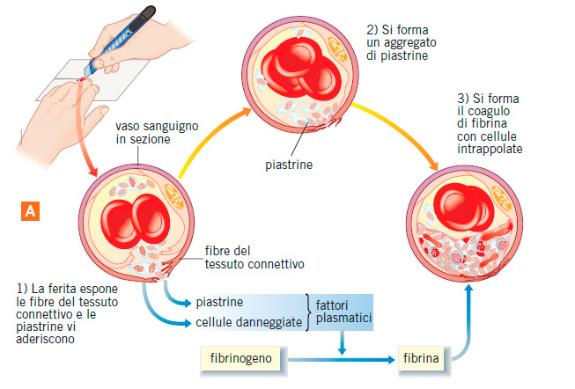 2) Si forma
un aggregato
di piastrine
3) Si forma
il coagulo
di fibrina
con cellule
intrappolate
vaso sanguigno
in sezione
piastrine
A
fibre del
tessuto connettivo
1) La ferita espone
le fibre del tessuto
connettivo e le
piastrine vi
aderiscono
piastrine
cellule danneggiate
fattori
plasmatici
fibrinogeno
fibrina